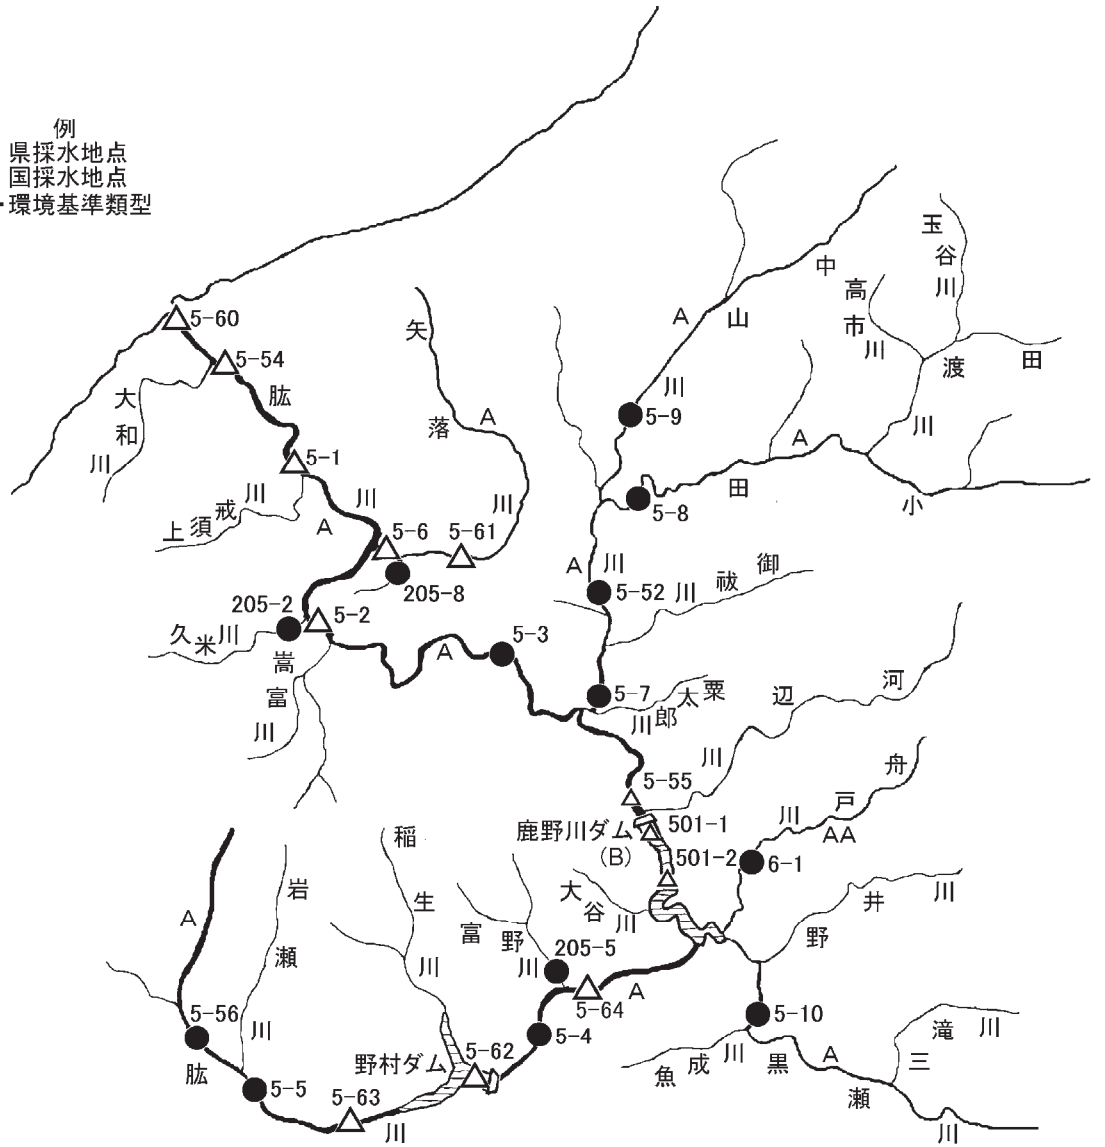 例
県採水地点
国採水地点
環境基準類型
5-60
5-54
大和川
肱川
A
5-1
上須戒川
5-6
5-61
矢落川
A
205-8
205-2
5-2
久米川
嵩富川
A
5-3
中山川
A
5-9
高市川
玉谷川
田渡川
小田川
A
A
5-8
5-52
御祓川
5-7
粟太郎川
河辺川
5-55
鹿野川ダム
(B)
501-1
501-2
舟戸川
AA
6-1
大谷川
野井川
富野川
205-5
5-64
A
5-4
5-10
魚成川
黒瀬川
A
三滝川
稲生川
岩瀬川
A
5-56
肱川
5-5
5-63
野村ダム
5-62